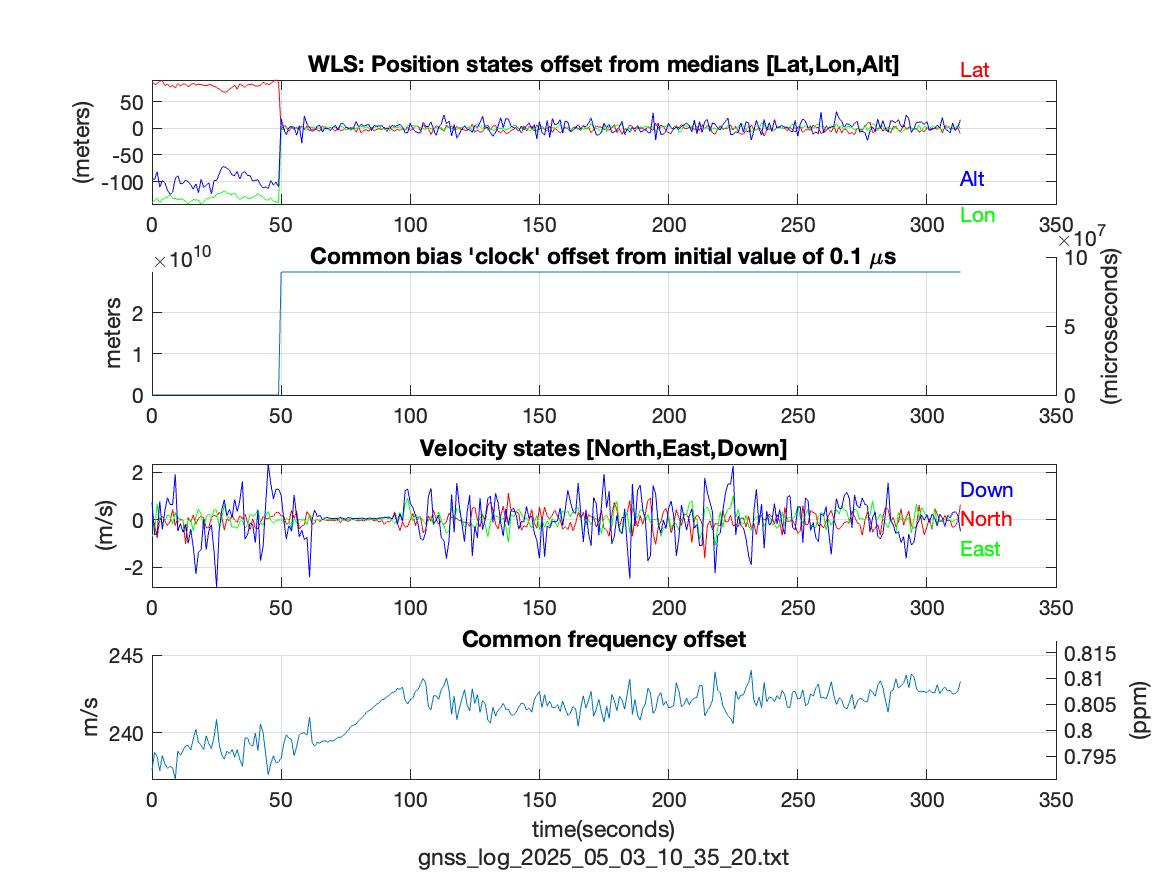 WLS: Position states offset from medians [Lat,Lon,Alt]
Lat
50
0
-50
-100
(meters)
Alt
Lon
0 50 100 150 200 250 300 350
×10^10
Common bias 'clock' offset from initial value of 0.1 μs
×10^7
2
1
0
meters
10
5
0
(microseconds)
0 50 100 150 200 250 300 350
Velocity states [North,East,Down]
2
0
-2
(m/s)
Down
North
East
0 50 100 150 200 250 300 350
Common frequency offset
245
240
m/s
0.815
0.81
0.805
0.8
0.795
(ppm)
0 50 100 150 200 250 300 350
time(seconds)
gnss_log_2025_05_03_10_35_20.txt